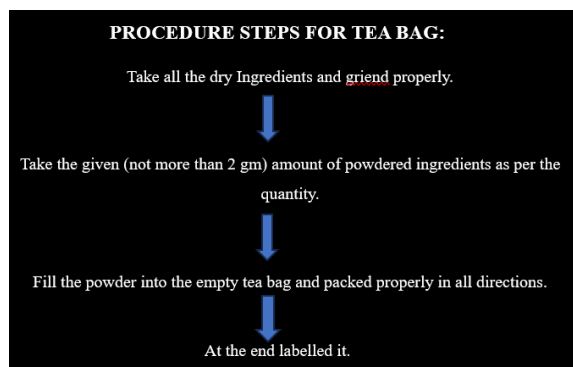 PROCEDURE STEPS FOR TEA BAG:
Take all the dry Ingredients and griend properly.
Take the given (not more than 2 gm) amount of powdered ingredients as per the
quantity.
Fill the powder into the empty tea bag and packed properly in all directions.
At the end labelled it.